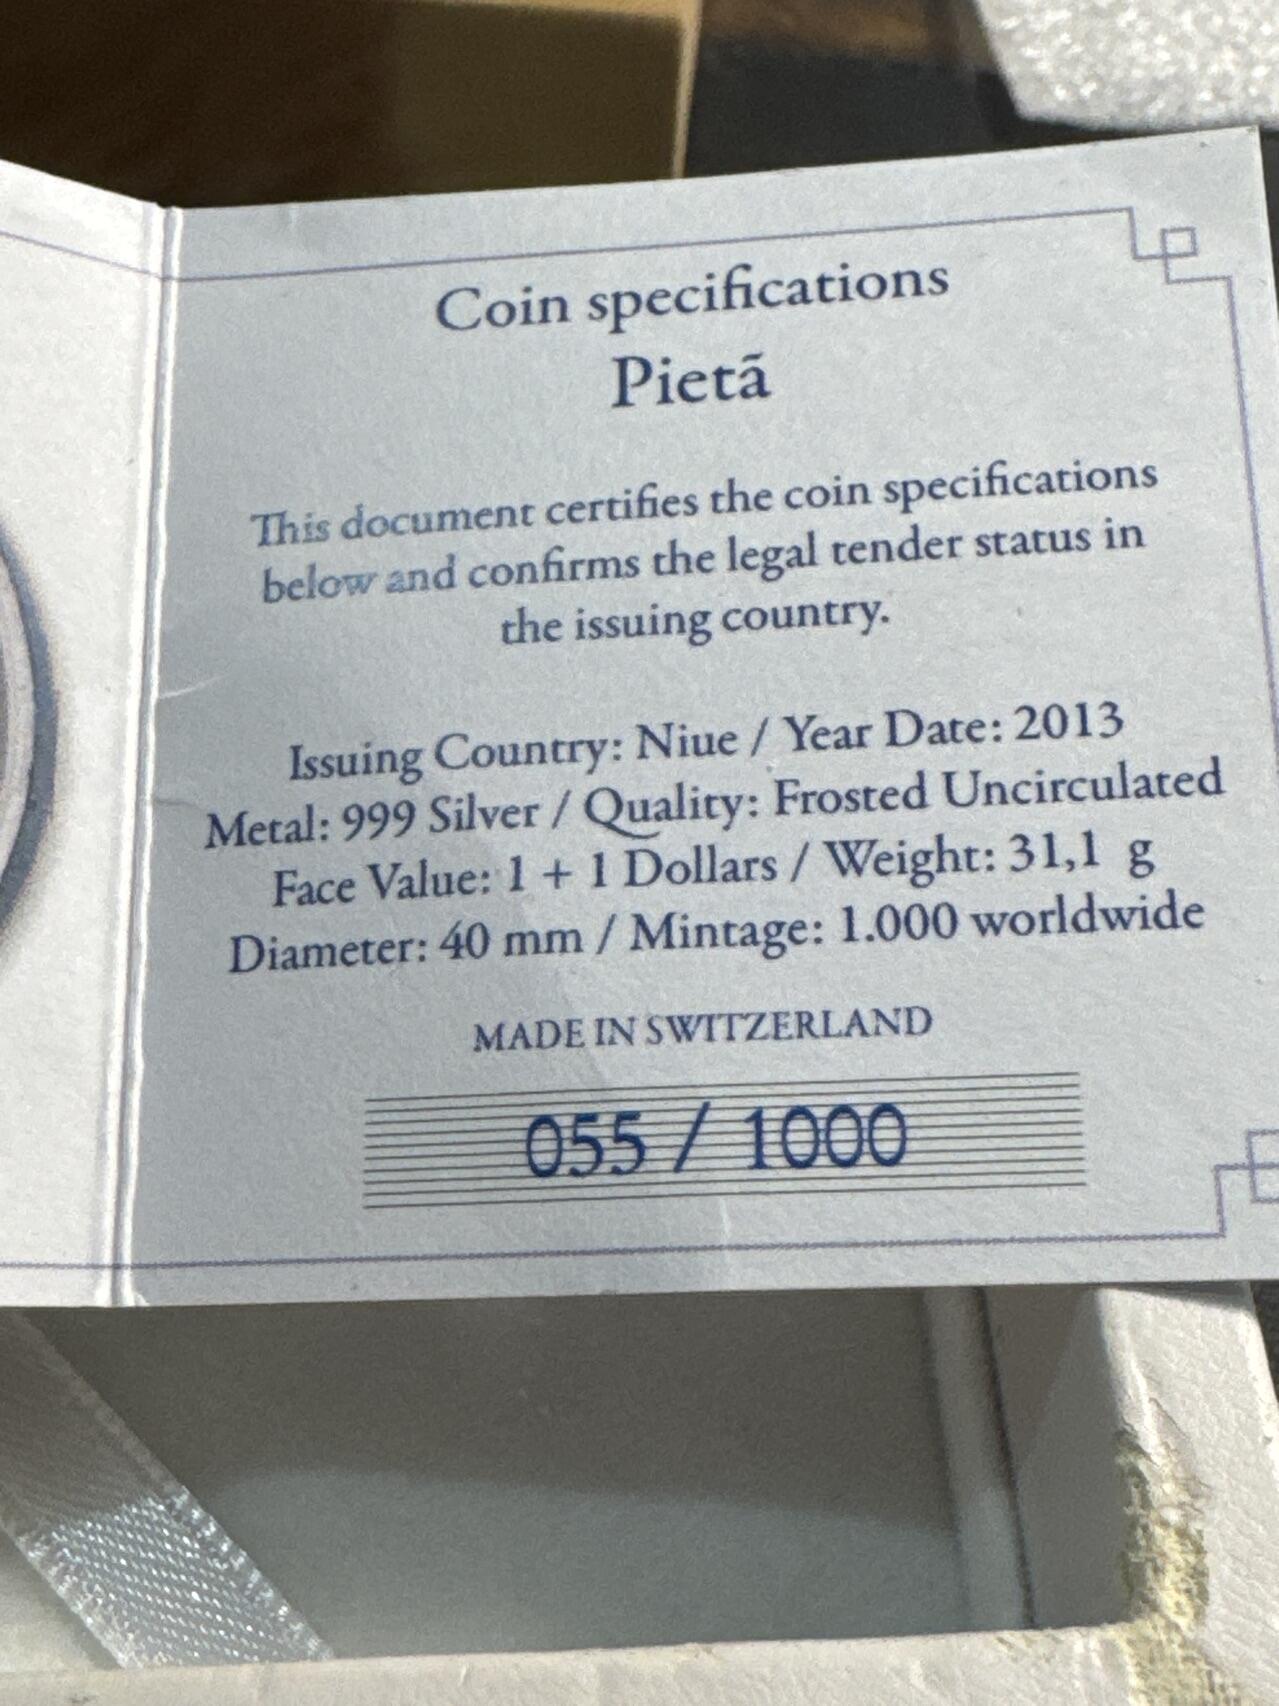 Coin specifications
Pietã
This document certifies the coin specifications
below and confirms the legal tender status in
the issuing country.
Issuing Country: Niue / Year Date: 2013
Metal: 999 Silver / Quality: Frosted Uncirculated
Face Value: 1 + 1 Dollars / Weight: 31,1 g
Diameter: 40 mm / Mintage: 1.000 worldwide
MADE IN SWITZERLAND
055 / 1000